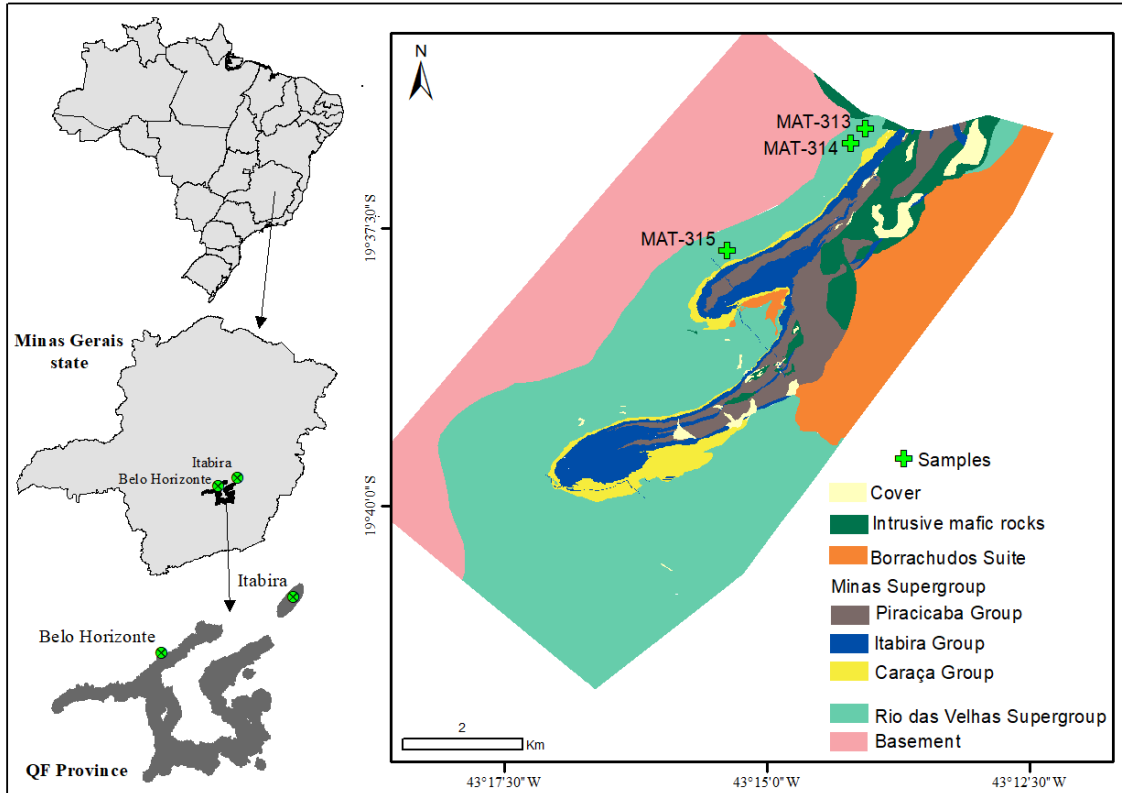 Minas Gerais
state
Itabira
Belo Horizonte
Itabira
Belo Horizonte
QF Province
N
MAT-313
MAT-314
MAT-315
19°37'30"S
19°40'0"S
2
Km
43°17'30"W
43°15'0"W
43°12'30"W
Samples
Cover
Intrusive mafic rocks
Borrachudos Suite
Minas Supergroup
Piracicaba Group
Itabira Group
Caraça Group
Rio das Velhas Supergroup
Basement